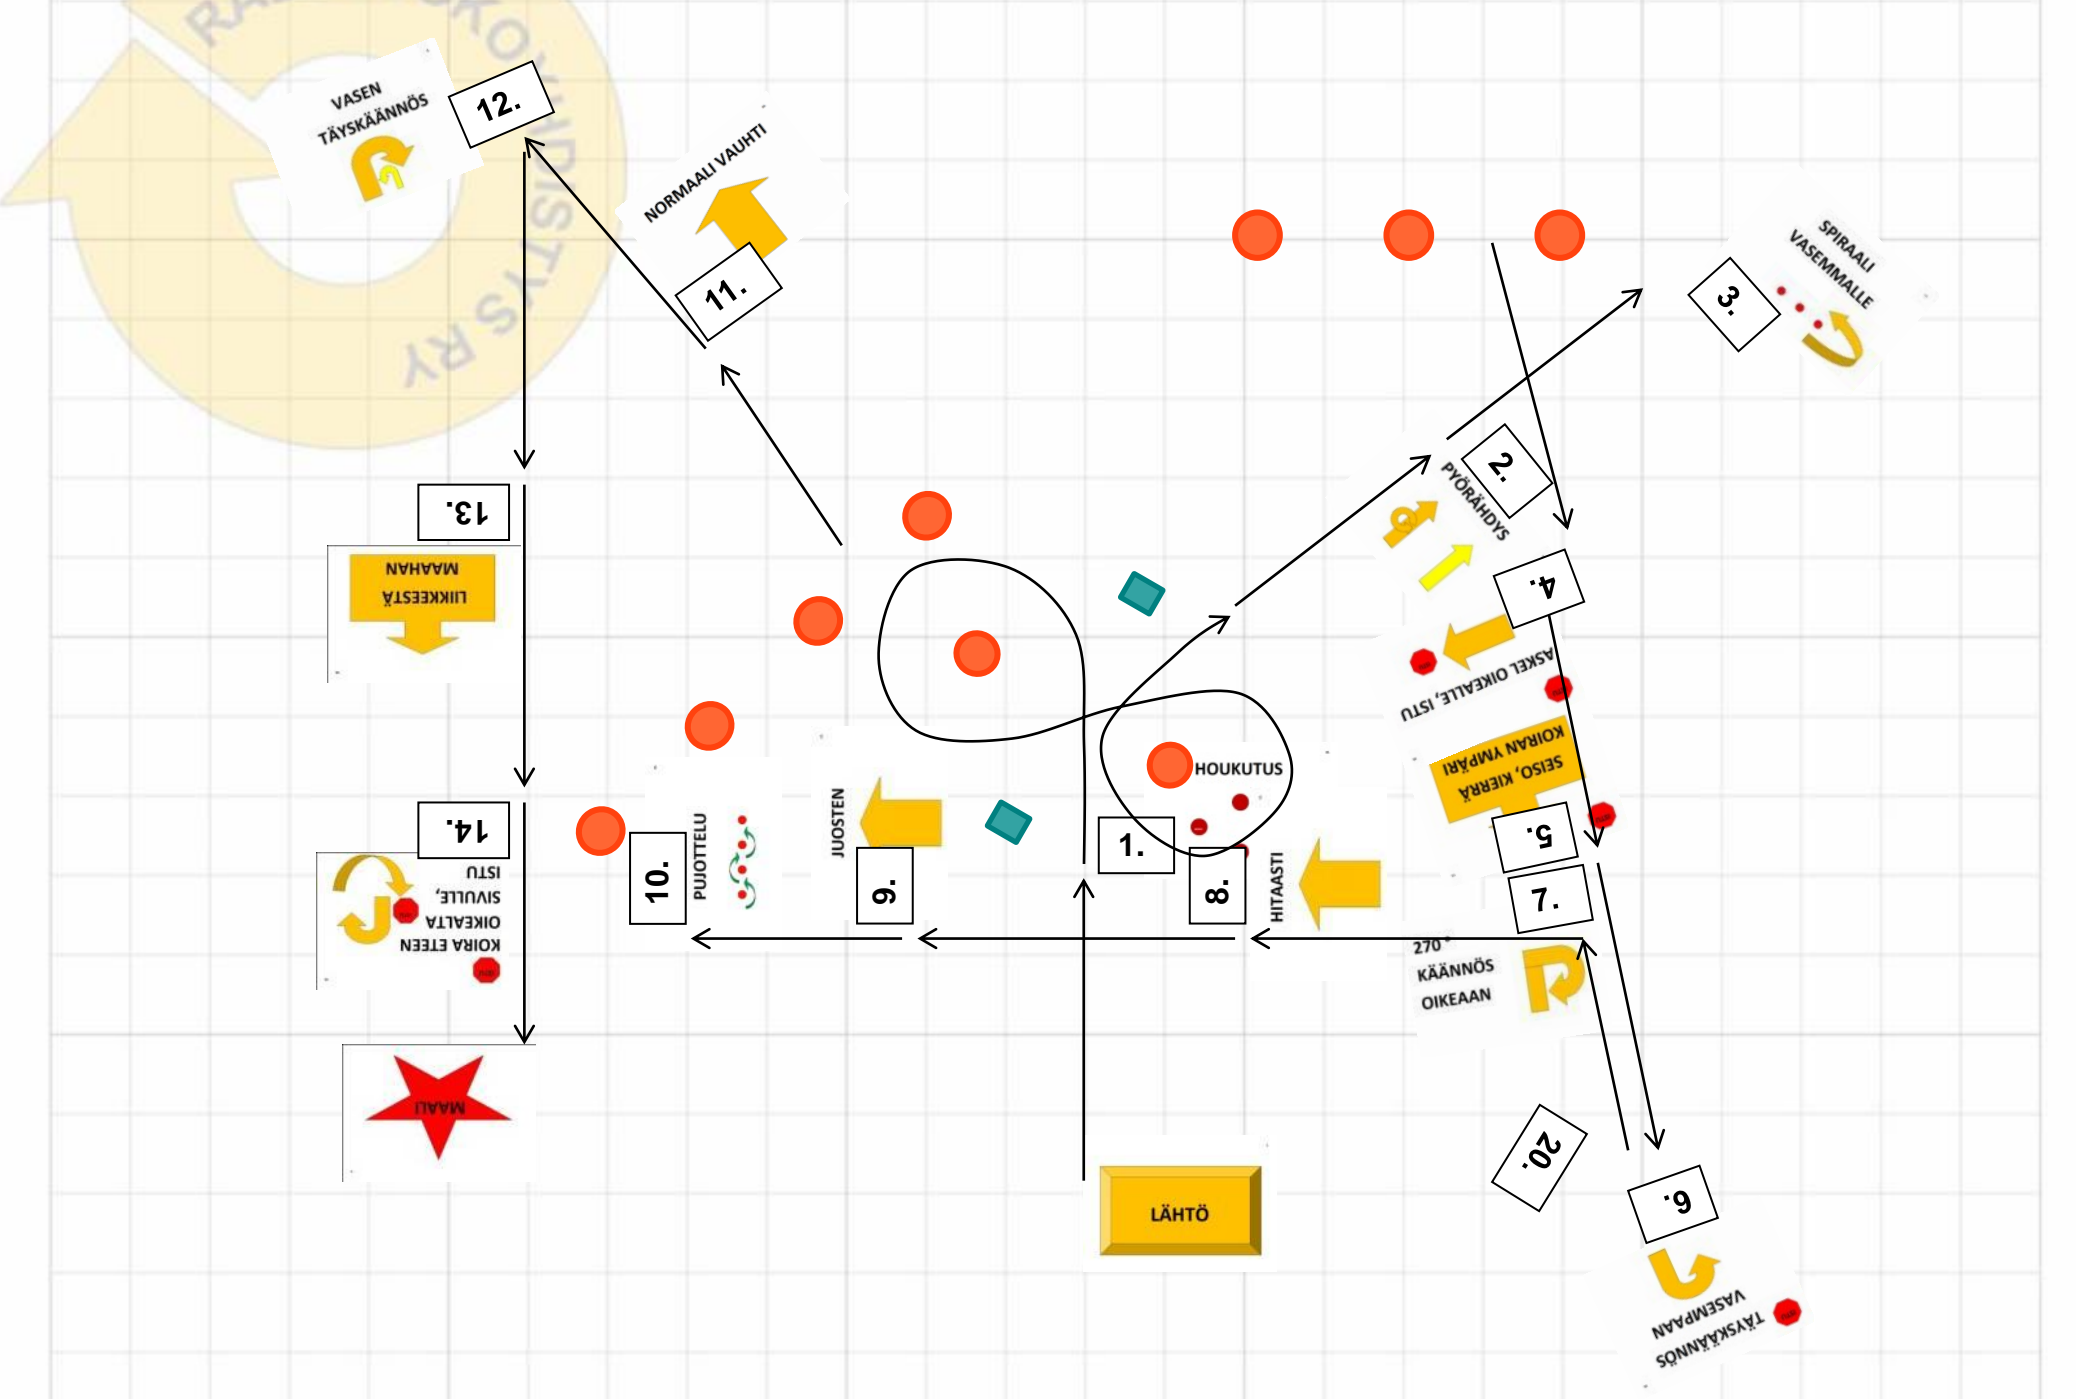 VASEN
TÄYSKÄÄNNÖS
12.
NORMAALI VAUHTI
11.
SPIRAALI
VASEMMALLE
3.
2.
PYÖRÄHDYS
4.
ASKEL OIKEALLE, ISTU
SEISO, KIERRÄ
KOIRAN YMPÄRI
5.
7.
270°
KÄÄNNÖS
OIKEAAN
20.
6.
TÄYSKÄÄNNÖS
VASEMPAAN
HOUKUTUS
1.
8.
HITAASTI
JUOSTEN
9.
10.
PUJOTTELU
13.
LIIKKEESTÄ
MAAHAN
14.
KOIRA ETEEN
OIKEALTA
SIVULLE,
ISTU
MAALI
LÄHTÖ
YHDISTYS RY